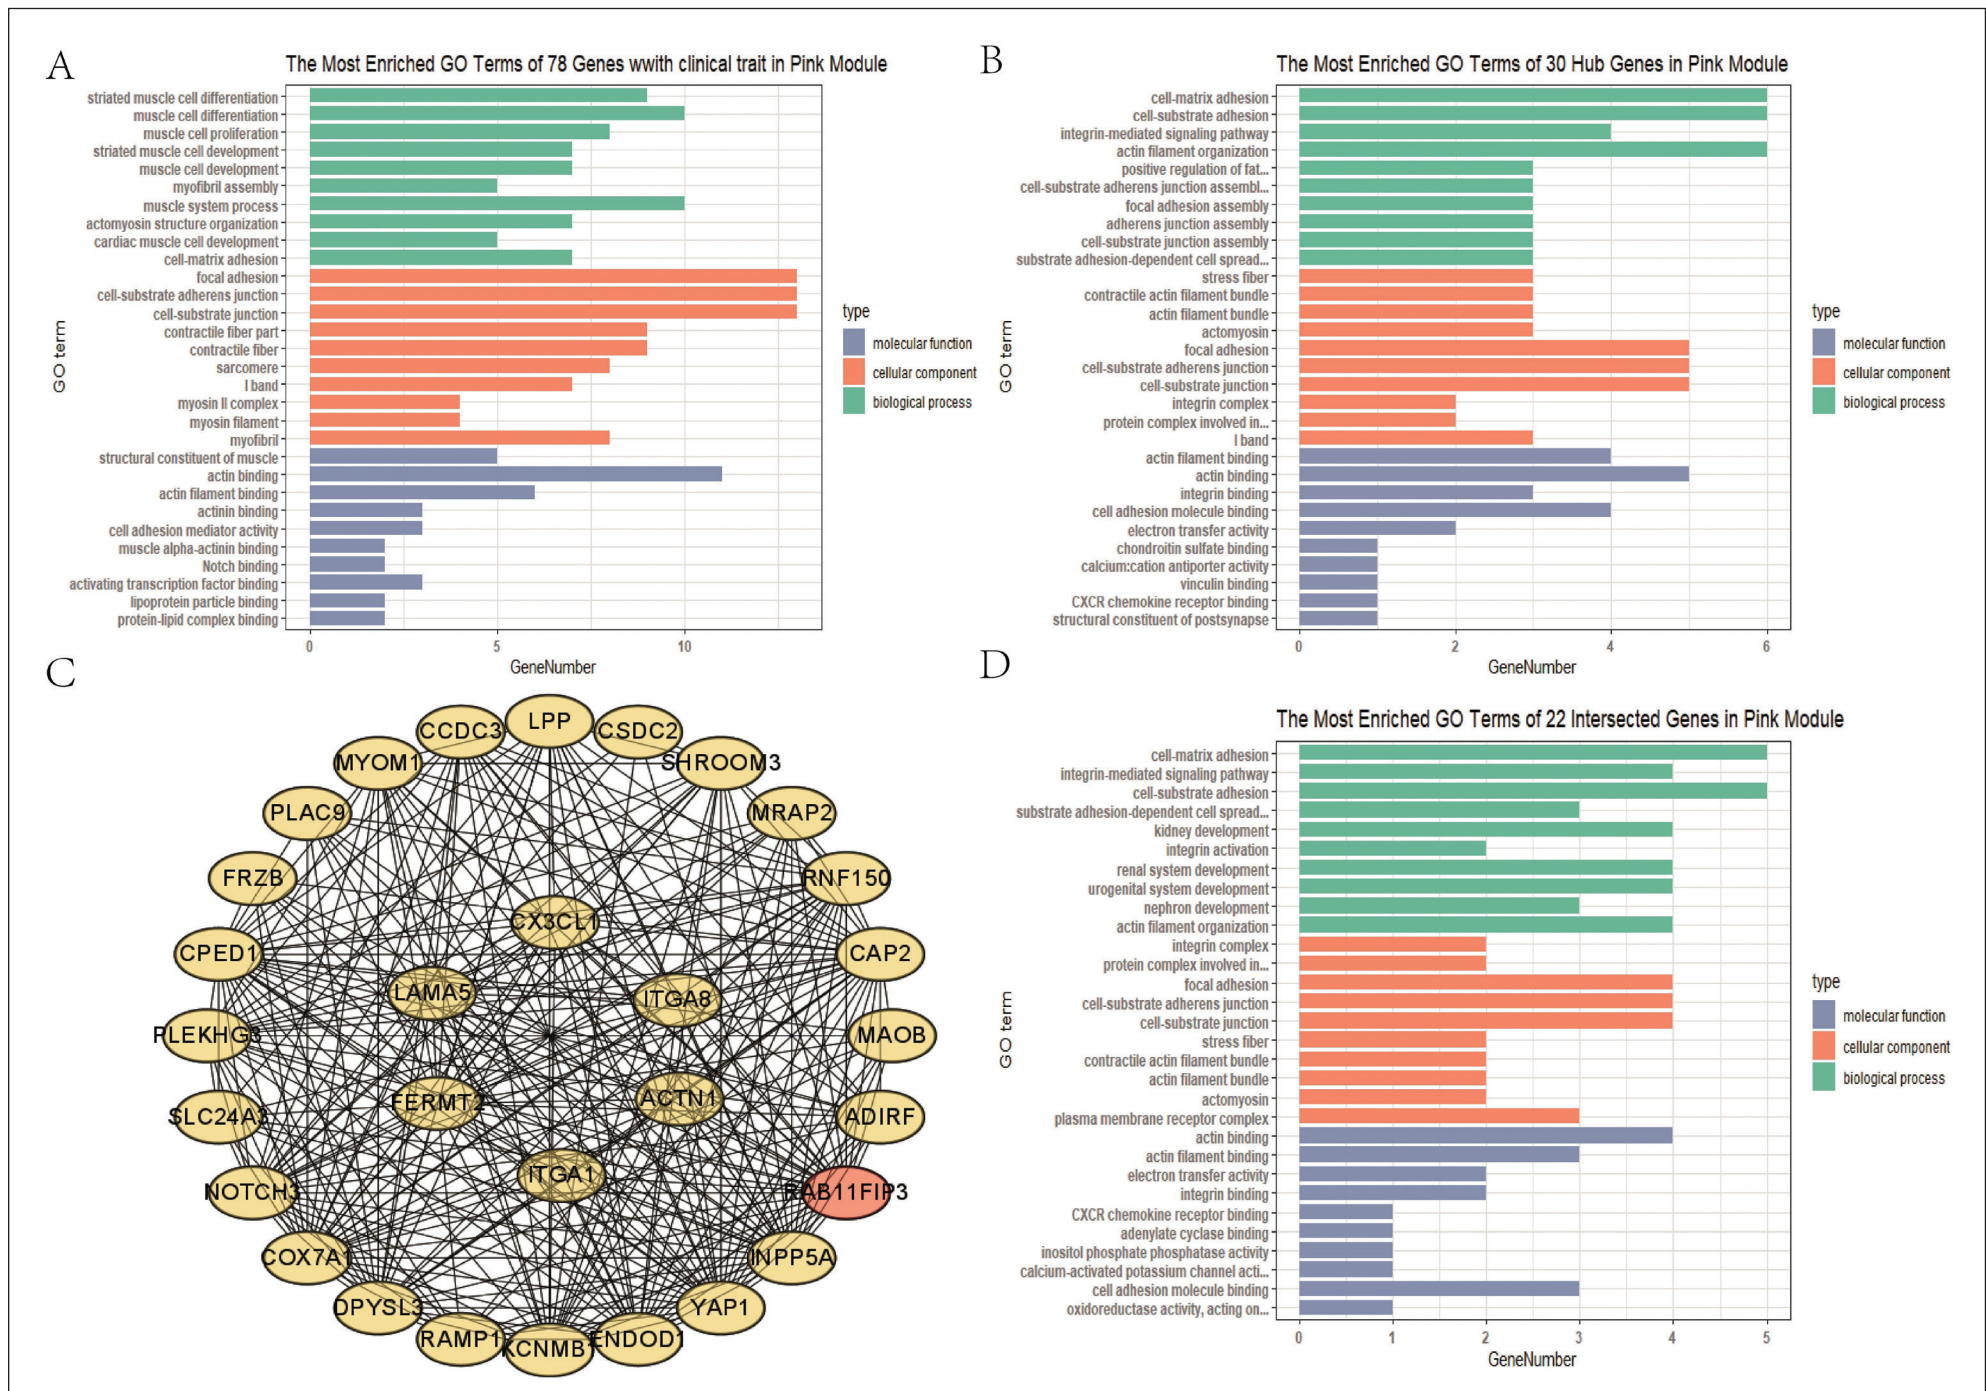 A
The Most Enriched GO Terms of 78 Genes wwith clinical trait in Pink Module
striated muscle cell differentiation
muscle cell differentiation
muscle cell proliferation
striated muscle cell development
muscle cell development
myofibril assembly
muscle system process
actomyosin structure organization
cardiac muscle cell development
cell-matrix adhesion
focal adhesion
cell-substrate adherens junction
cell-substrate junction
contractile fiber part
contractile fiber
sarcomere
I band
myosin II complex
myosin filament
myofibril
structural constituent of muscle
actin binding
actin filament binding
actinin binding
cell adhesion mediator activity
muscle alpha-actinin binding
Notch binding
activating transcription factor binding
lipoprotein particle binding
protein-lipid complex binding
GO term
0 5 10
GeneNumber
type
molecular function
cellular component
biological process
B
The Most Enriched GO Terms of 30 Hub Genes in Pink Module
cell-matrix adhesion
cell-substrate adhesion
integrin-mediated signaling pathway
actin filament organization
positive regulation of fat...
cell-substrate adherens junction assembl...
focal adhesion assembly
adherens junction assembly
cell-substrate junction assembly
substrate adhesion-dependent cell spread...
stress fiber
contractile actin filament bundle
actin filament bundle
actomyosin
focal adhesion
cell-substrate adherens junction
cell-substrate junction
integrin complex
protein complex involved in...
I band
actin filament binding
actin binding
integrin binding
cell adhesion molecule binding
electron transfer activity
chondroitin sulfate binding
calcium:cation antiporter activity
vinculin binding
CXCR chemokine receptor binding
structural constituent of postsynapse
GO term
0 2 4 6
GeneNumber
type
molecular function
cellular component
biological process
C
LPP
CCDC3
CSDC2
MYOM1
SHROOM3
PLAC9
MRAP2
FRZB
RNF150
CX3CL1
CPED1
CAP2
LAMA5
ITGA8
PLEKHG3
MAOB
FERMT2
ACTN1
SLC24A3
ADIRF
ITGA1
NOTCH3
RAB11FIP3
COX7A1
INPP5A
DPYSL3
YAP1
RAMP1
KCNMB
ENDOD1
D
The Most Enriched GO Terms of 22 Intersected Genes in Pink Module
cell-matrix adhesion
integrin-mediated signaling pathway
cell-substrate adhesion
substrate adhesion-dependent cell spread...
kidney development
integrin activation
renal system development
urogenital system development
nephron development
actin filament organization
integrin complex
protein complex involved in...
focal adhesion
cell-substrate adherens junction
cell-substrate junction
stress fiber
contractile actin filament bundle
actin filament bundle
actomyosin
plasma membrane receptor complex
actin binding
actin filament binding
electron transfer activity
integrin binding
CXCR chemokine receptor binding
adenylate cyclase binding
inositol phosphate phosphatase activity
calcium-activated potassium channel acti...
cell adhesion molecule binding
oxidoreductase activity, acting on...
GO term
0 1 2 3 4 5
GeneNumber
type
molecular function
cellular component
biological process